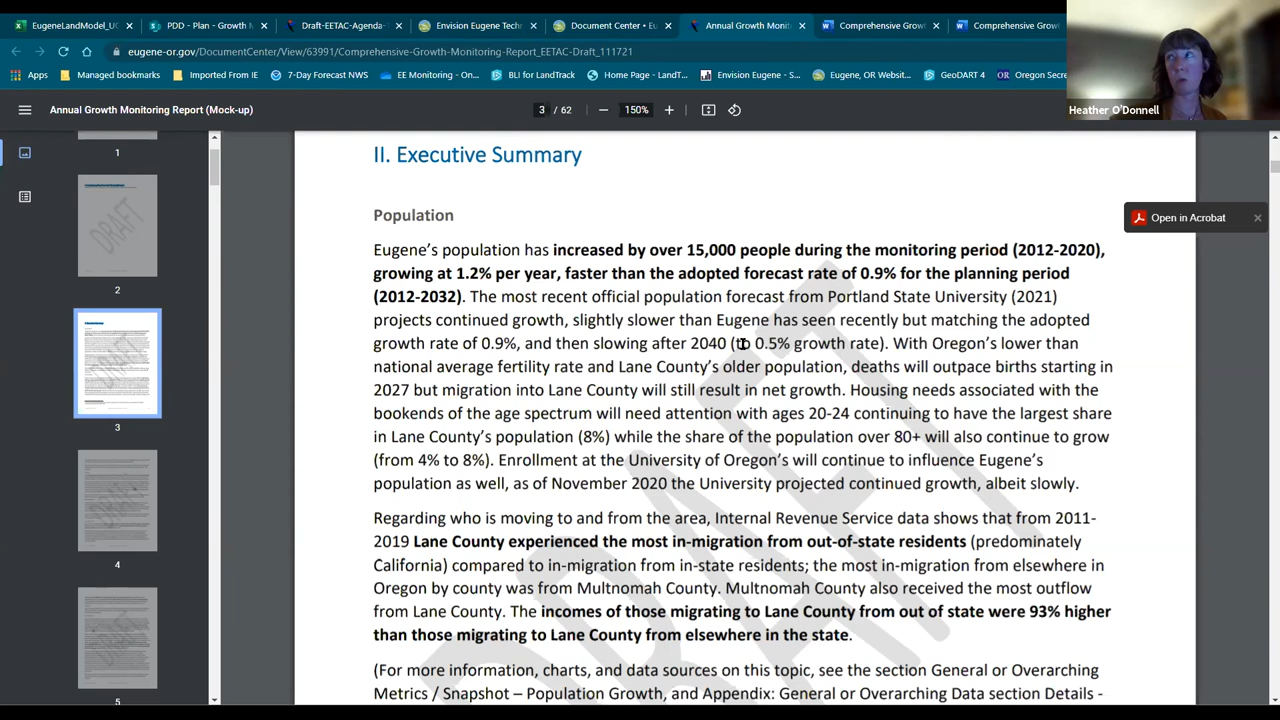 EugeneLandModel_UG
PDD - Plan - Growth M
Draft-EETAC-Agenda-
Envision Eugene Tech
Document Center • Eu
Annual Growth Monito
Comprehensive Growt
Comprehensive Grow
eugene-or.gov/DocumentCenter/View/63991/Comprehensive-Growth-Monitoring-Report_EETAC-Draft_111721
Apps
Managed bookmarks
Imported From IE
7-Day Forecast NWS
EE Monitoring - On...
BLI for LandTrack
Home Page - LandT...
Envision Eugene - S...
Eugene, OR Website...
GeoDART 4
Oregon Secre
Heather O'Donnell
Annual Growth Monitoring Report (Mock-up)
3 / 62
150%
Open in Acrobat
1
2
3
4
5
DRAFT
II. Executive Summary
Population
Eugene's population has increased by over 15,000 people during the monitoring period (2012-2020),
growing at 1.2% per year, faster than the adopted forecast rate of 0.9% for the planning period
(2012-2032). The most recent official population forecast from Portland State University (2021)
projects continued growth, slightly slower than Eugene has seen recently but matching the adopted
growth rate of 0.9%, and then slowing after 2040 (to 0.5% growth rate). With Oregon's lower than
national average fertility rate and Lane County's older population, deaths will outpace births starting in
2027 but migration into Lane County will still result in net growth. Housing needs associated with the
bookends of the age spectrum will need attention with ages 20-24 continuing to have the largest share
in Lane County's population (8%) while the share of the population over 80+ will also continue to grow
(from 4% to 8%). Enrollment at the University of Oregon's will continue to influence Eugene's
population as well, as of November 2020 the University projected continued growth, albeit slowly.
Regarding who is moving to and from the area, Internal Revenue Service data shows that from 2011-
2019 Lane County experienced the most in-migration from out-of-state residents (predominately
California) compared to in-migration from in-state residents; the most in-migration from elsewhere in
Oregon by county was from Multnomah County. Multnomah County also received the most outflow
from Lane County. The incomes of those migrating to Lane County from out of state were 93% higher
than those migrating to Lane County from elsewhere in the state.
(For more information, charts, and data sources on this topic, see the section General or Overarching
Metrics / Snapshot – Population Growth, and Appendix: General or Overarching Data section Details -